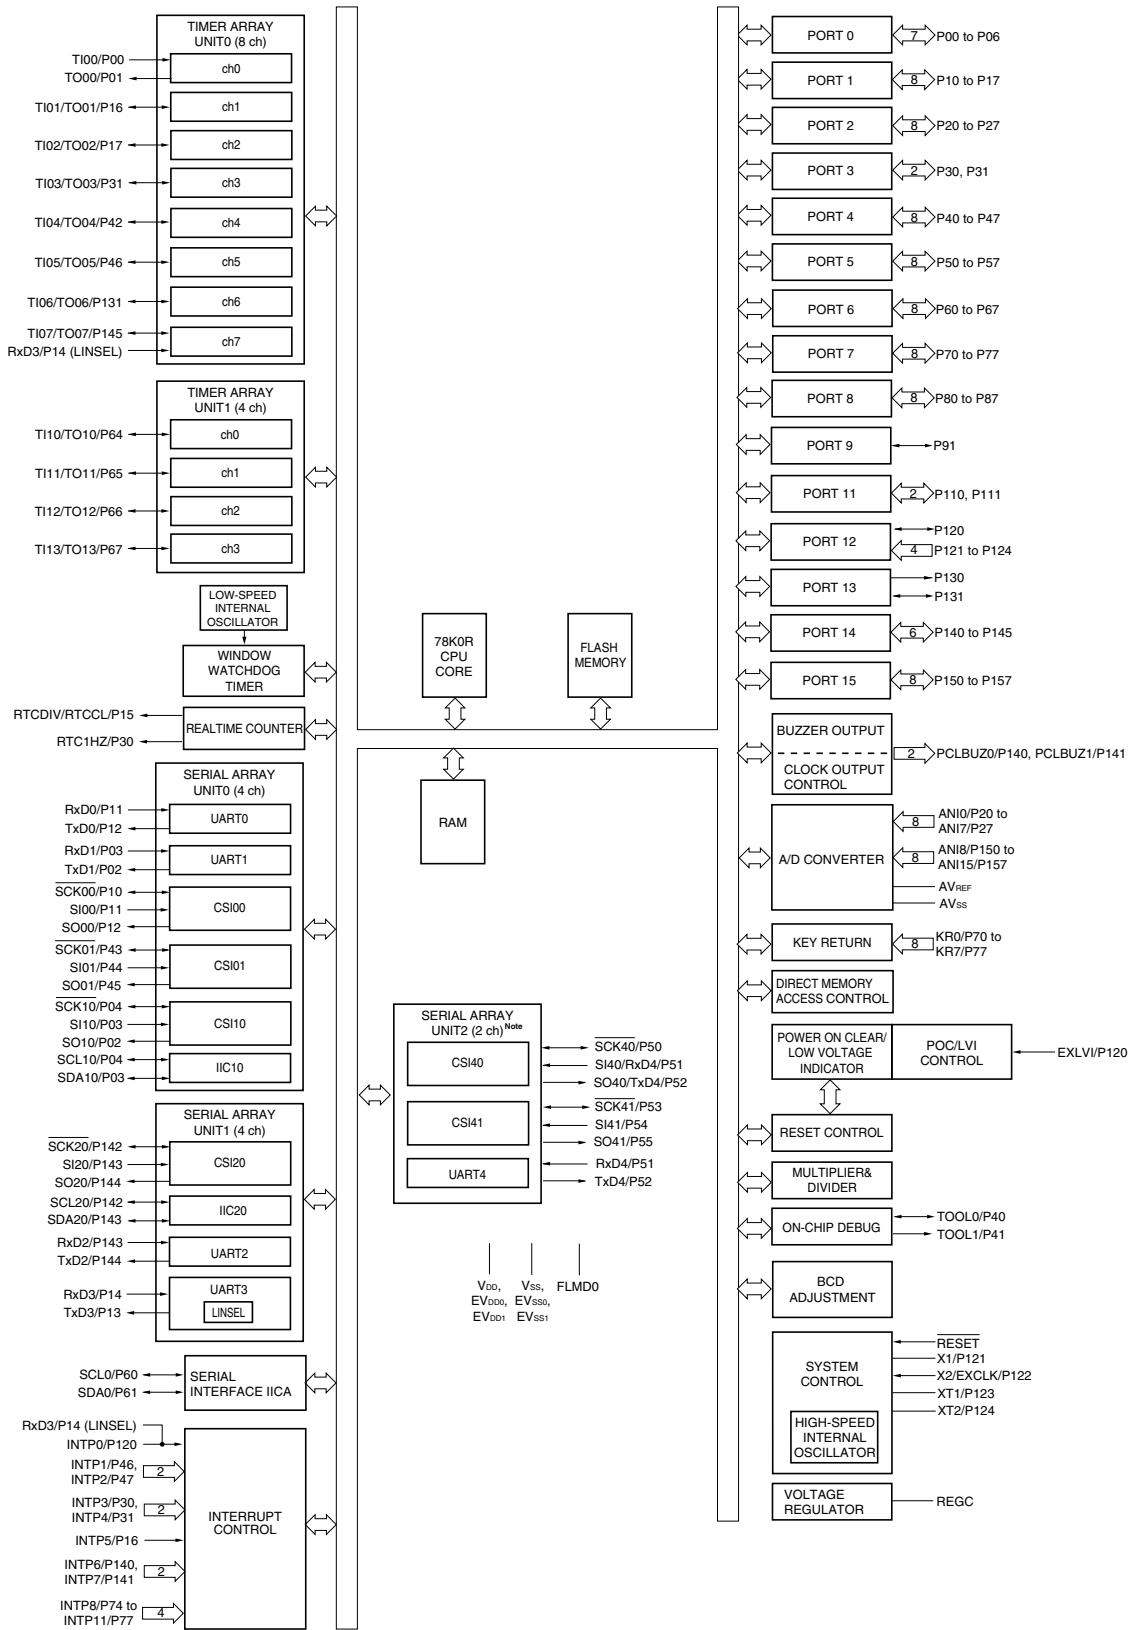 TIMER ARRAY
UNIT0 (8 ch)
TI00/P00
TO00/P01
ch0
TI01/TO01/P16
ch1
TI02/TO02/P17
ch2
TI03/TO03/P31
ch3
TI04/TO04/P42
ch4
TI05/TO05/P46
ch5
TI06/TO06/P131
ch6
TI07/TO07/P145
RxD3/P14 (LINSEL)
ch7
TIMER ARRAY
UNIT1 (4 ch)
TI10/TO10/P64
ch0
TI11/TO11/P65
ch1
TI12/TO12/P66
ch2
TI13/TO13/P67
ch3
LOW-SPEED
INTERNAL
OSCILLATOR
WINDOW
WATCHDOG
TIMER
RTCDIV/RTCCL/P15
RTC1HZ/P30
REALTIME COUNTER
SERIAL ARRAY
UNIT0 (4 ch)
RxD0/P11
TxD0/P12
UART0
RxD1/P03
TxD1/P02
UART1
SCK00/P10
SI00/P11
SO00/P12
CSI00
SCK01/P43
SI01/P44
SO01/P45
CSI01
SCK10/P04
SI10/P03
SO10/P02
CSI10
SCL10/P04
SDA10/P03
IIC10
SERIAL ARRAY
UNIT1 (4 ch)
SCK20/P142
SI20/P143
SO20/P144
CSI20
SCL20/P142
SDA20/P143
IIC20
RxD2/P143
TxD2/P144
UART2
RxD3/P14
TxD3/P13
UART3
LINSEL
SCL0/P60
SDA0/P61
SERIAL
INTERFACE IICA
RxD3/P14 (LINSEL)
INTP0/P120
INTP1/P46,
INTP2/P47
2
INTP3/P30,
INTP4/P31
2
INTP5/P16
INTP6/P140,
INTP7/P141
2
INTP8/P74 to
INTP11/P77
4
INTERRUPT
CONTROL
78K0R
CPU
CORE
FLASH
MEMORY
RAM
SERIAL ARRAY
UNIT2 (2 ch) Note
CSI40
SCK40/P50
SI40/RxD4/P51
SO40/TxD4/P52
CSI41
SCK41/P53
SI41/P54
SO41/P55
UART4
RxD4/P51
TxD4/P52
VDD,
EVDD0,
EVDD1
VSS,
EVSS0,
EVSS1
FLMD0
PORT 0
7
P00 to P06
PORT 1
8
P10 to P17
PORT 2
8
P20 to P27
PORT 3
2
P30, P31
PORT 4
8
P40 to P47
PORT 5
8
P50 to P57
PORT 6
8
P60 to P67
PORT 7
8
P70 to P77
PORT 8
8
P80 to P87
PORT 9
P91
PORT 11
2
P110, P111
PORT 12
P120
4
P121 to P124
PORT 13
P130
P131
PORT 14
6
P140 to P145
PORT 15
8
P150 to P157
BUZZER OUTPUT
CLOCK OUTPUT
CONTROL
2
PCLBUZ0/P140, PCLBUZ1/P141
A/D CONVERTER
8
ANI0/P20 to
ANI7/P27
8
ANI8/P150 to
ANI15/P157
AVREF
AVSS
KEY RETURN
8
KR0/P70 to
KR7/P77
DIRECT MEMORY
ACCESS CONTROL
POWER ON CLEAR/
LOW VOLTAGE
INDICATOR
POC/LVI
CONTROL
EXLVI/P120
RESET CONTROL
MULTIPLIER&
DIVIDER
ON-CHIP DEBUG
TOOL0/P40
TOOL1/P41
BCD
ADJUSTMENT
SYSTEM
CONTROL
HIGH-SPEED
INTERNAL
OSCILLATOR
RESET
X1/P121
X2/EXCLK/P122
XT1/P123
XT2/P124
VOLTAGE
REGULATOR
REGC